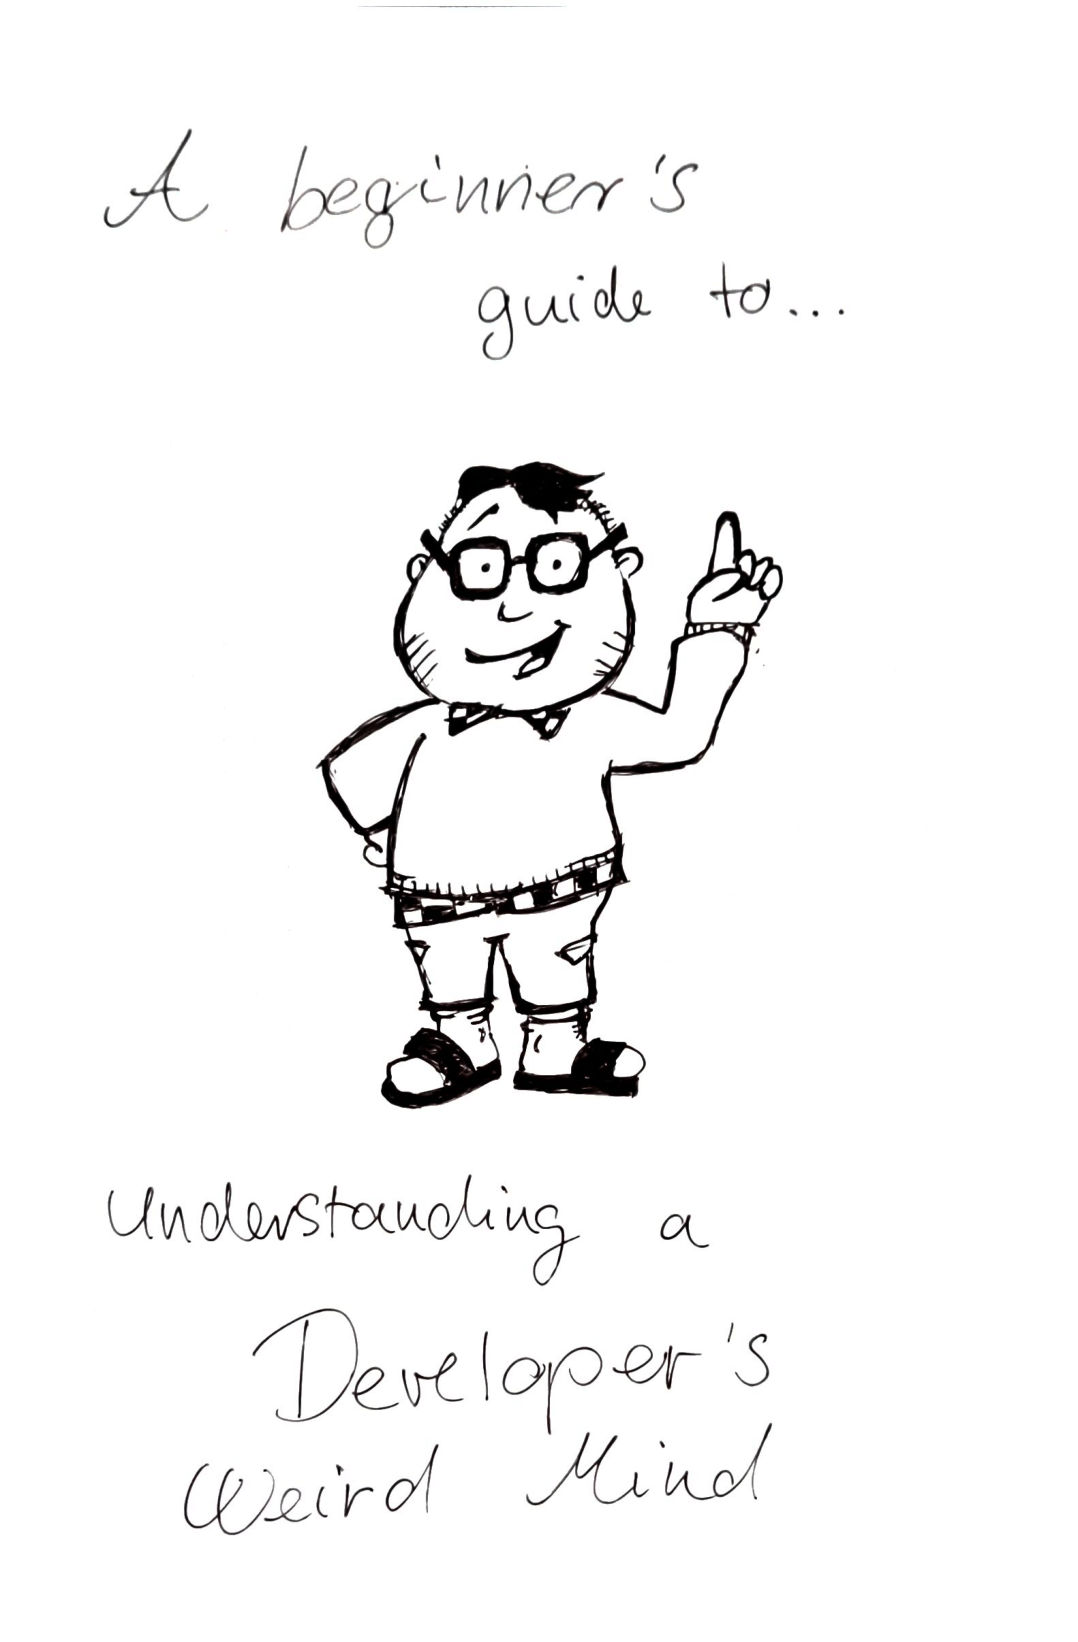 A beginner's
guide to...
Understanding a
Developer's
Weird Mind